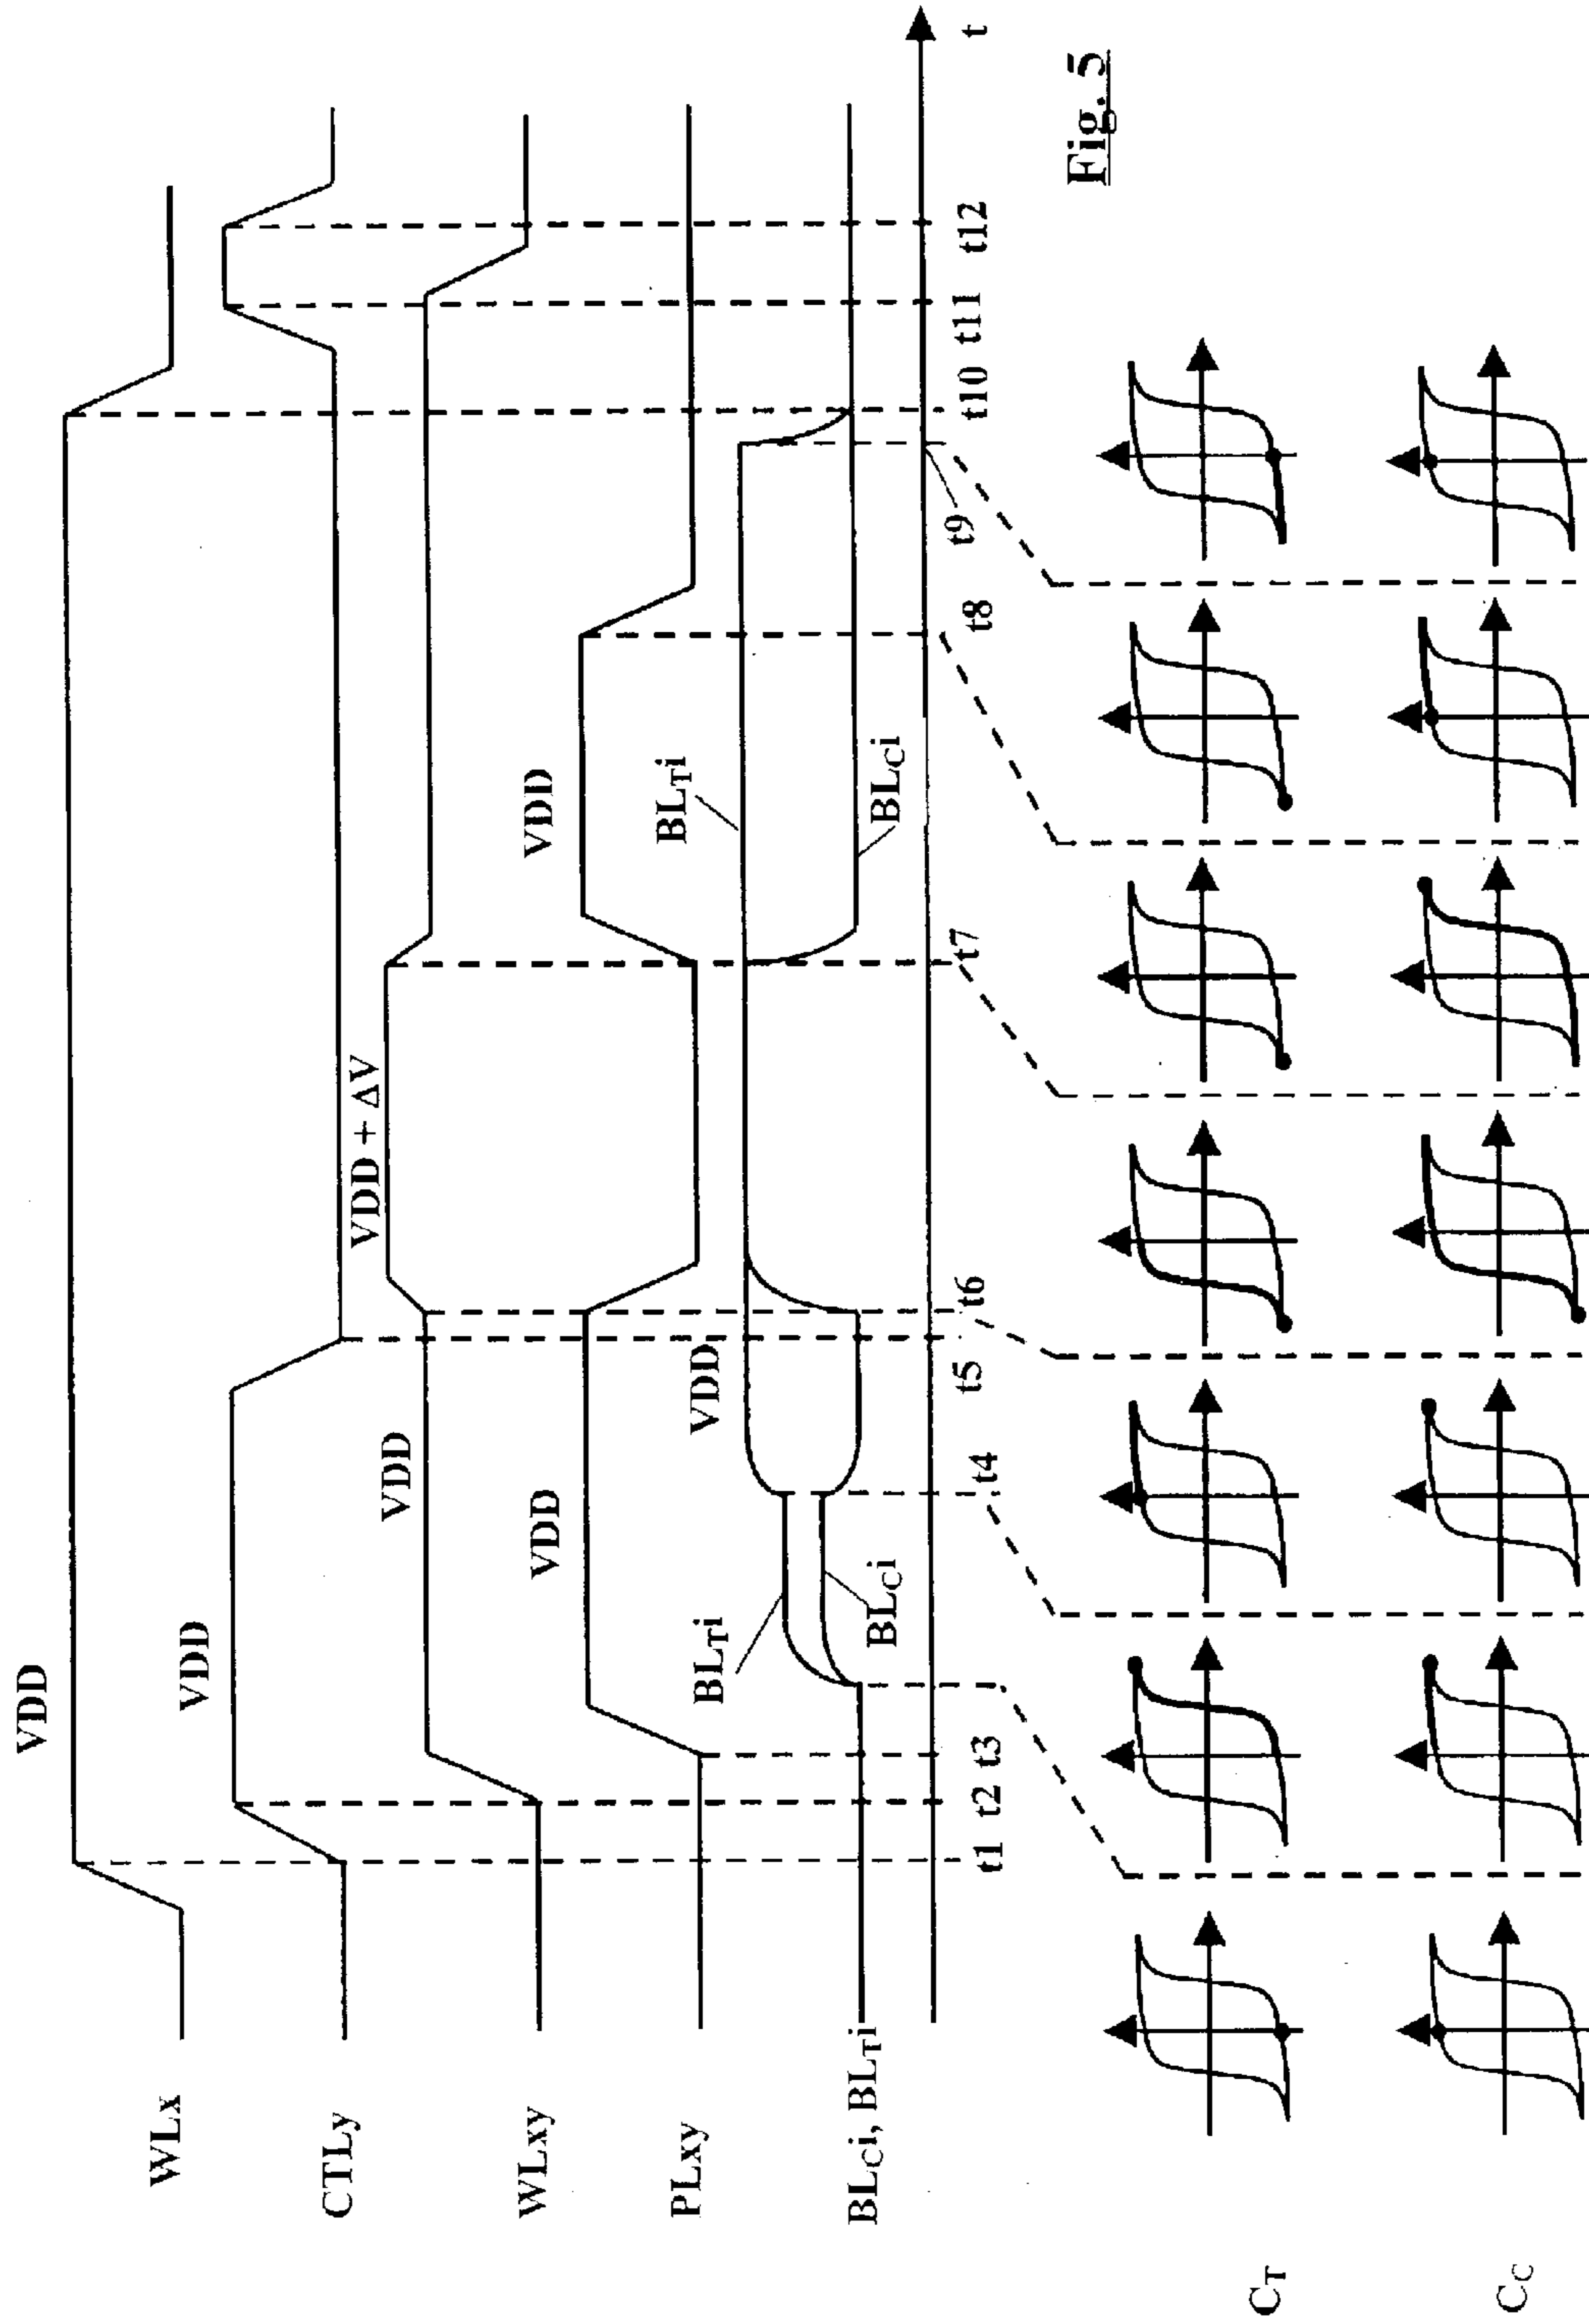 WLx
VDD
CTLy
VDD
VDD + ΔV
WLxy
VDD
PLxy
VDD
VDD
BLCi, BLTi
BLTi
BLCi
VDD
BLTi
BLCi
t1 t2 t3 t4 t5 t6 t7 t8 t9 t10 t11 t12
t
Fig. 5
CT
CC